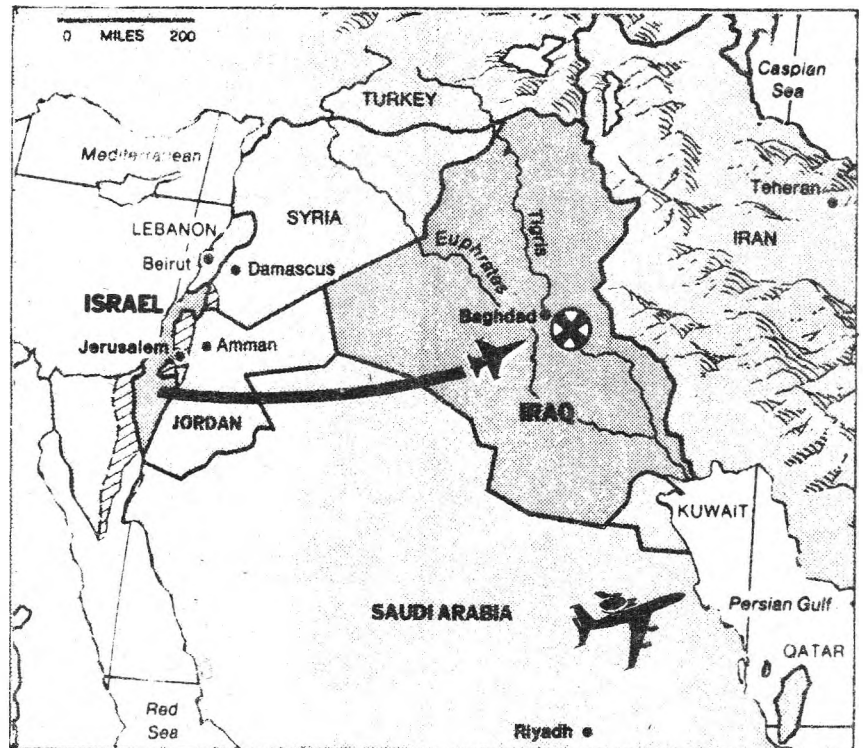 0 MILES 200
Caspian
Sea
TURKEY
Mediterranean
Teheran
SYRIA
LEBANON
Tigris
IRAN
Beirut
Damascus
Euphrates
ISRAEL
Baghdad
Jerusalem
Amman
IRAQ
JORDAN
KUWAIT
SAUDI ARABIA
Persian Gulf
QATAR
Red
Sea
Riyadh